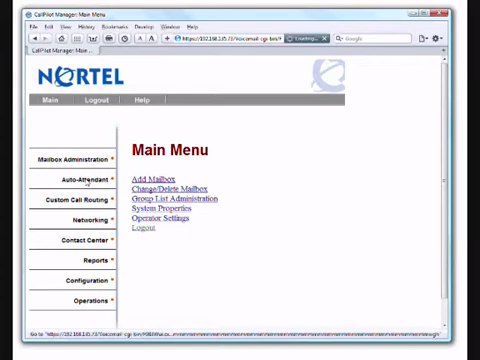 CallPilot Manager: Main Menu
File Edit View History Bookmarks Develop Window Help
Loading...
Google
CallPilot Manager: Main ...
NORTEL
Main Logout Help
Main Menu
Mailbox Administration
Auto-Attendant
Custom Call Routing
Networking
Contact Center
Reports
Configuration
Operations
Add Mailbox
Change/Delete Mailbox
Group List Administration
System Properties
Operator Settings
Logout